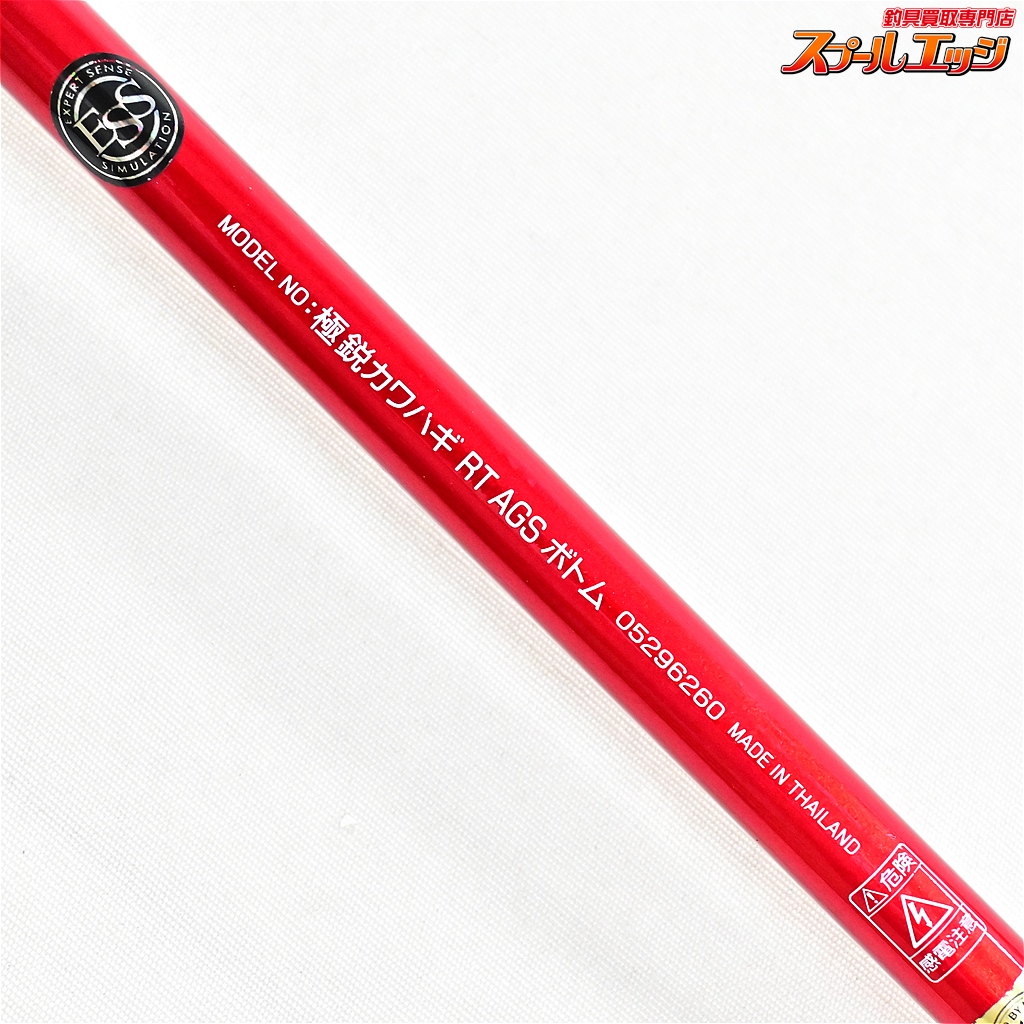 釣具買取専門店
スプールエッジ
EXPERT SENSE
ESS
SIMULATION
MODEL NO:極鋭カワハギ RT AGS ボトム 05296260 MADE IN THAILAND
危険
感電注意